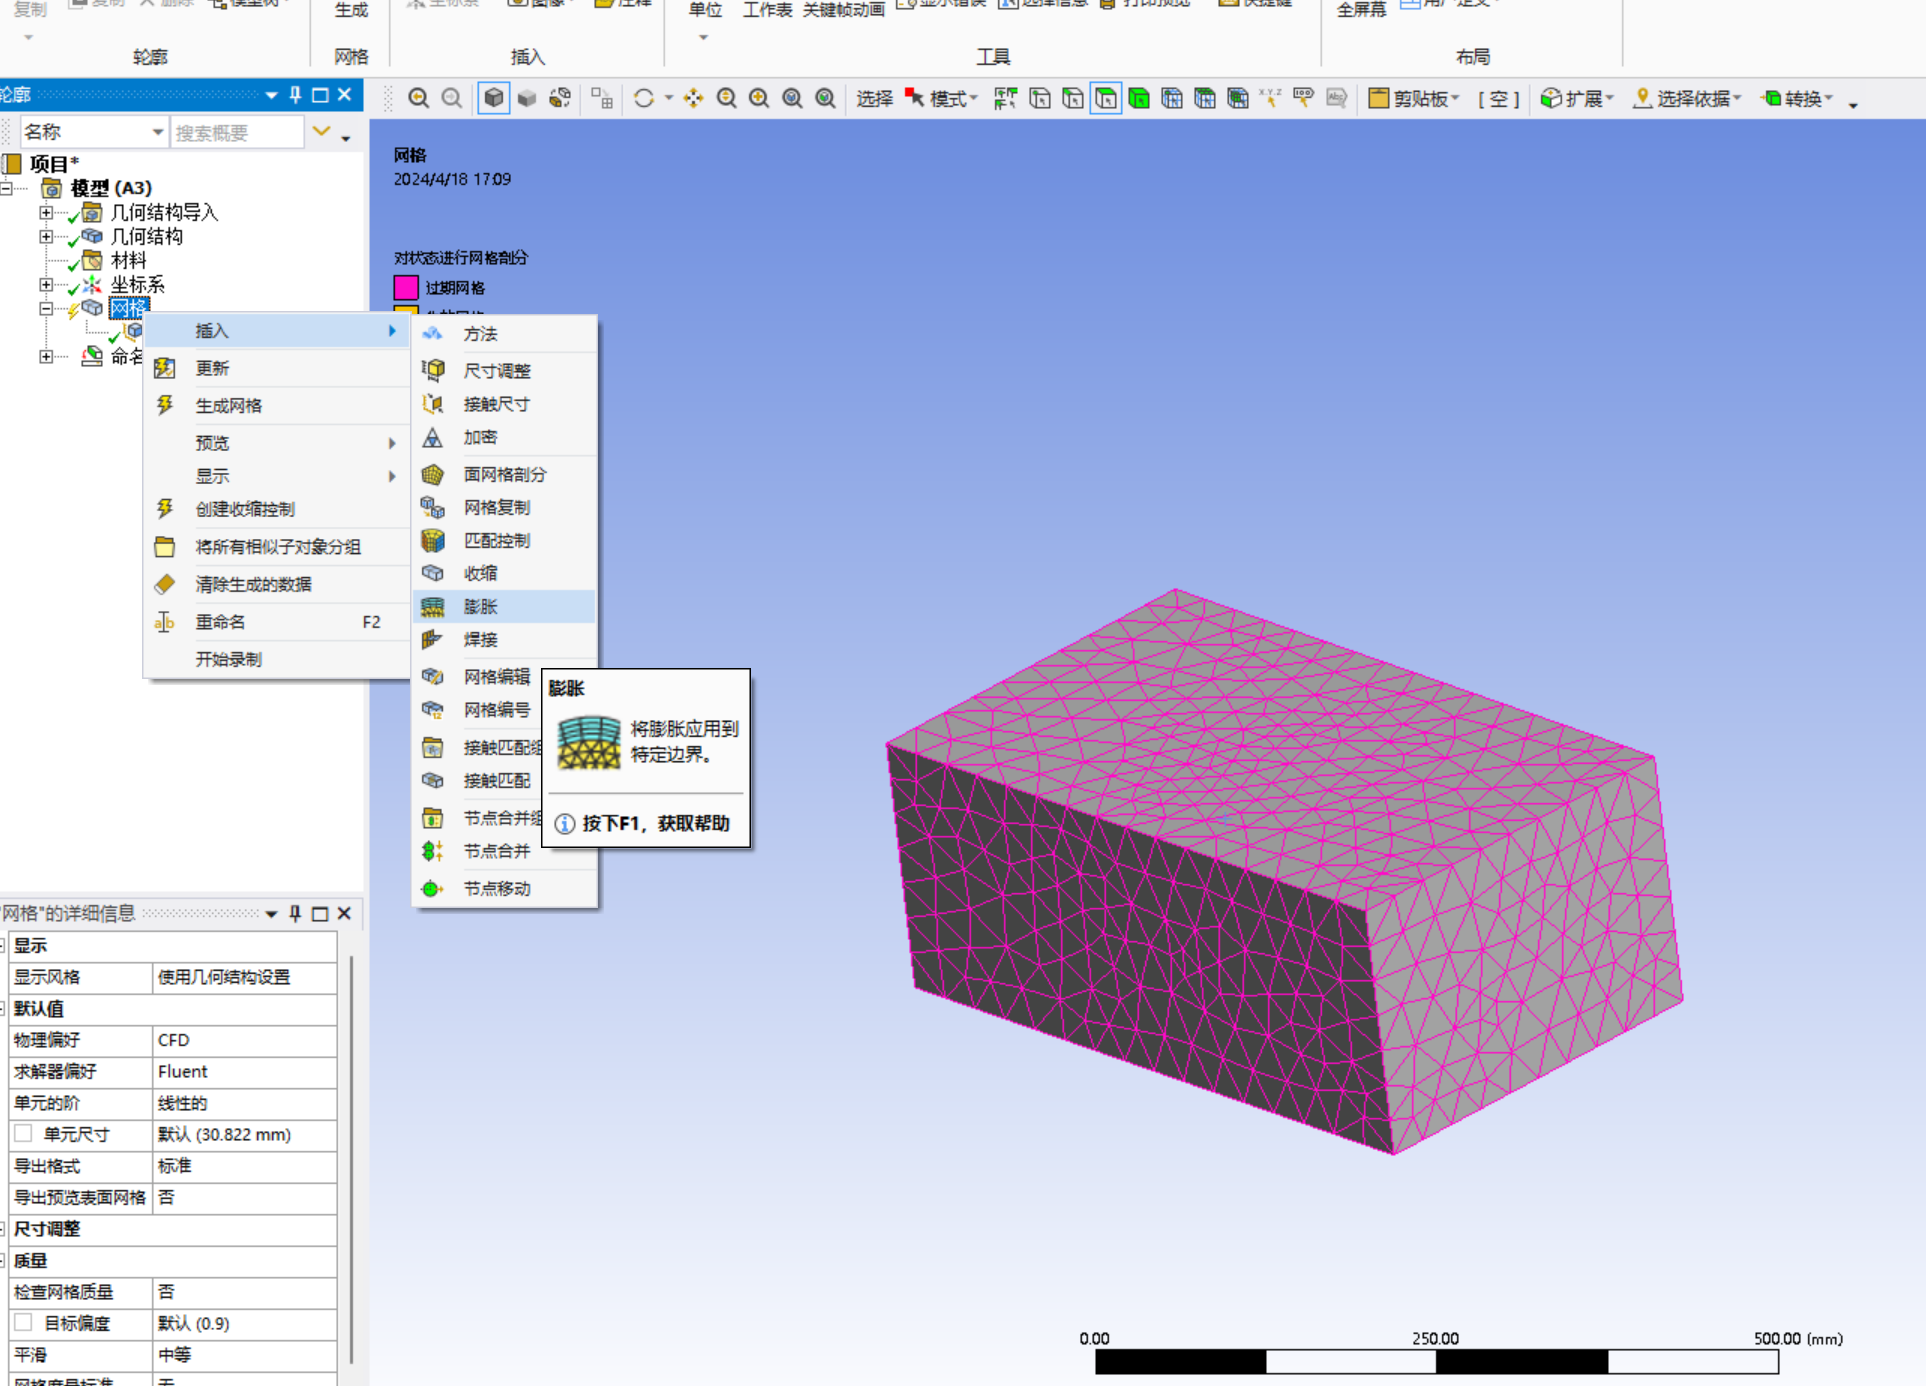 复制
复制
删除
模型树
生成
坐标系
图像
注释
单位
工作表
关键帧动画
显示错误
选择信息
打印预览
快捷键
全屏幕
用户定义
轮廓
网格
插入
工具
布局
轮廓
选择
模式
剪贴板
[空]
扩展
选择依据
转换
名称
搜索概要
项目*
模型 (A3)
几何结构导入
几何结构
材料
坐标系
网格
命名
网格
2024/4/18 17:09
对状态进行网格剖分
过期网格
插入
更新
生成网格
预览
显示
创建收缩控制
将所有相似子对象分组
清除生成的数据
重命名 F2
开始录制
方法
尺寸调整
接触尺寸
加密
面网格剖分
网格复制
匹配控制
收缩
膨胀
焊接
网格编辑
网格编号
接触匹配组
接触匹配
节点合并组
节点合并
节点移动
膨胀
将膨胀应用到
特定边界。
按下F1，获取帮助
"网格"的详细信息
显示
显示风格 使用几何结构设置
默认值
物理偏好 CFD
求解器偏好 Fluent
单元的阶 线性的
单元尺寸 默认 (30.822 mm)
导出格式 标准
导出预览表面网格 否
尺寸调整
质量
检查网格质量 否
目标偏度 默认 (0.9)
平滑 中等
网格度量标准 无
0.00 250.00 500.00 (mm)